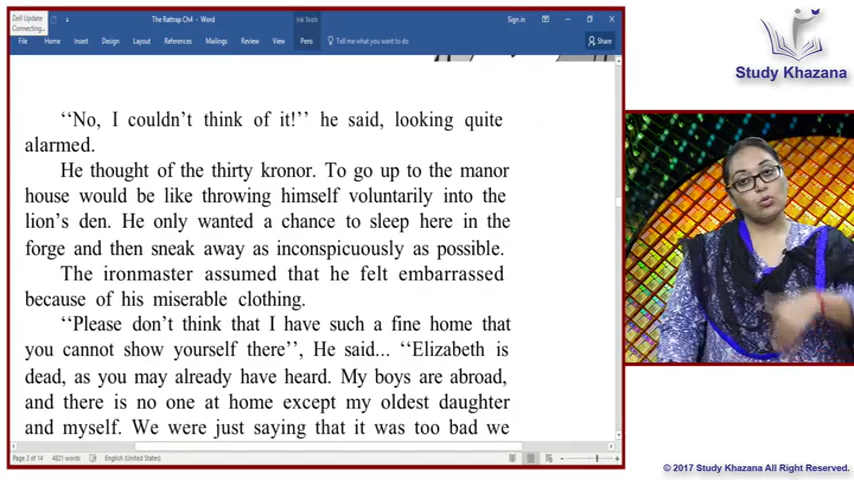 Dell Update
Connecting...
The Rattrap Ch4 - Word
Ink Tools
Sign in
File Home Insert Design Layout References Mailings Review View Pens Tell me what you want to do Share
Study Khazana
‘‘No, I couldn’t think of it!’’ he said, looking quite
alarmed.
He thought of the thirty kronor. To go up to the manor
house would be like throwing himself voluntarily into the
lion’s den. He only wanted a chance to sleep here in the
forge and then sneak away as inconspicuously as possible.
The ironmaster assumed that he felt embarrassed
because of his miserable clothing.
‘‘Please don’t think that I have such a fine home that
you cannot show yourself there’’, He said... ‘‘Elizabeth is
dead, as you may already have heard. My boys are abroad,
and there is no one at home except my oldest daughter
and myself. We were just saying that it was too bad we
Page 3 of 14 4821 words English (United States)
© 2017 Study Khazana All Right Reserved.